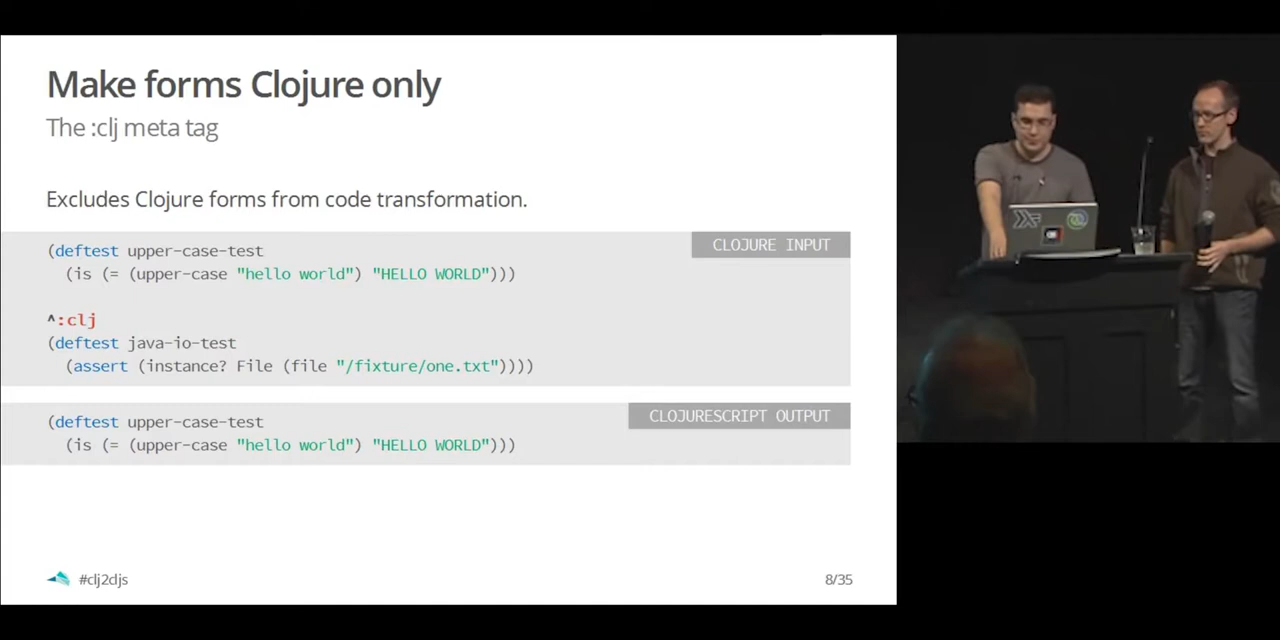 Make forms Clojure only
The :clj meta tag
Excludes Clojure forms from code transformation.
CLOJURE INPUT
(deftest upper-case-test
  (is (= (upper-case "hello world") "HELLO WORLD")))
^:clj
(deftest java-io-test
  (assert (instance? File (file "/fixture/one.txt"))))
CLOJURESCRIPT OUTPUT
(deftest upper-case-test
  (is (= (upper-case "hello world") "HELLO WORLD")))
#clj2djs
8/35